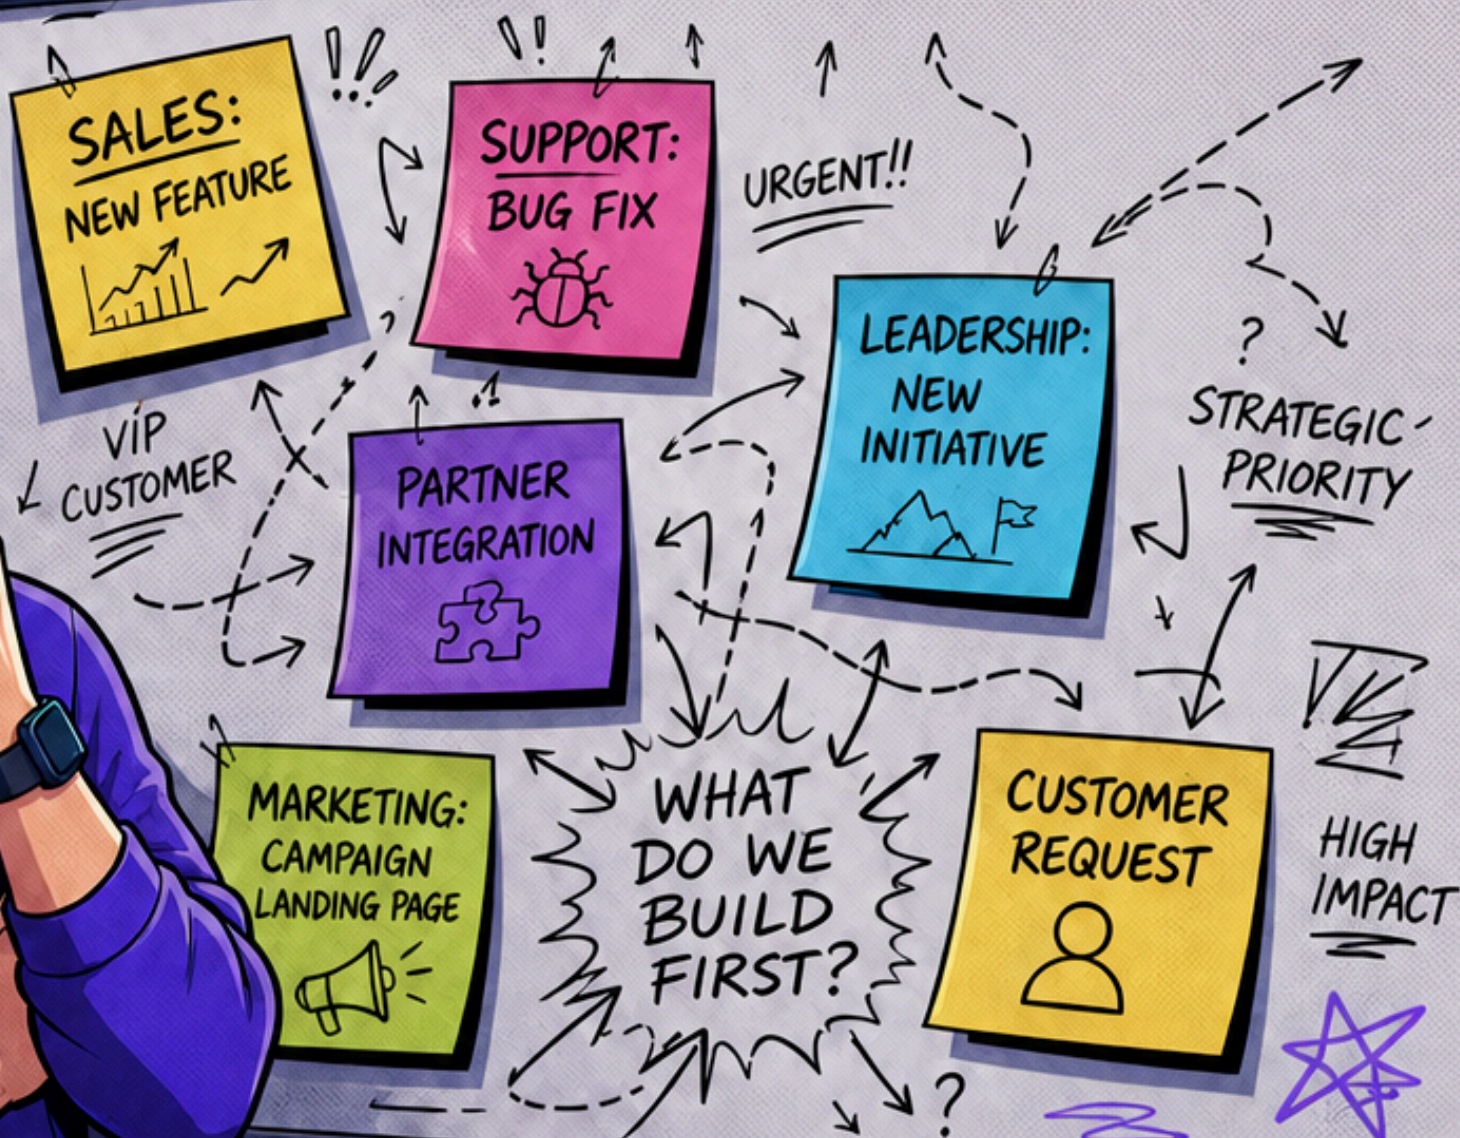 SALES:
NEW FEATURE
SUPPORT:
BUG FIX
URGENT!!
LEADERSHIP:
NEW
INITIATIVE
?
STRATEGIC
PRIORITY
VIP
CUSTOMER
PARTNER
INTEGRATION
MARKETING:
CAMPAIGN
LANDING PAGE
WHAT
DO WE
BUILD
FIRST?
CUSTOMER
REQUEST
HIGH
IMPACT
?